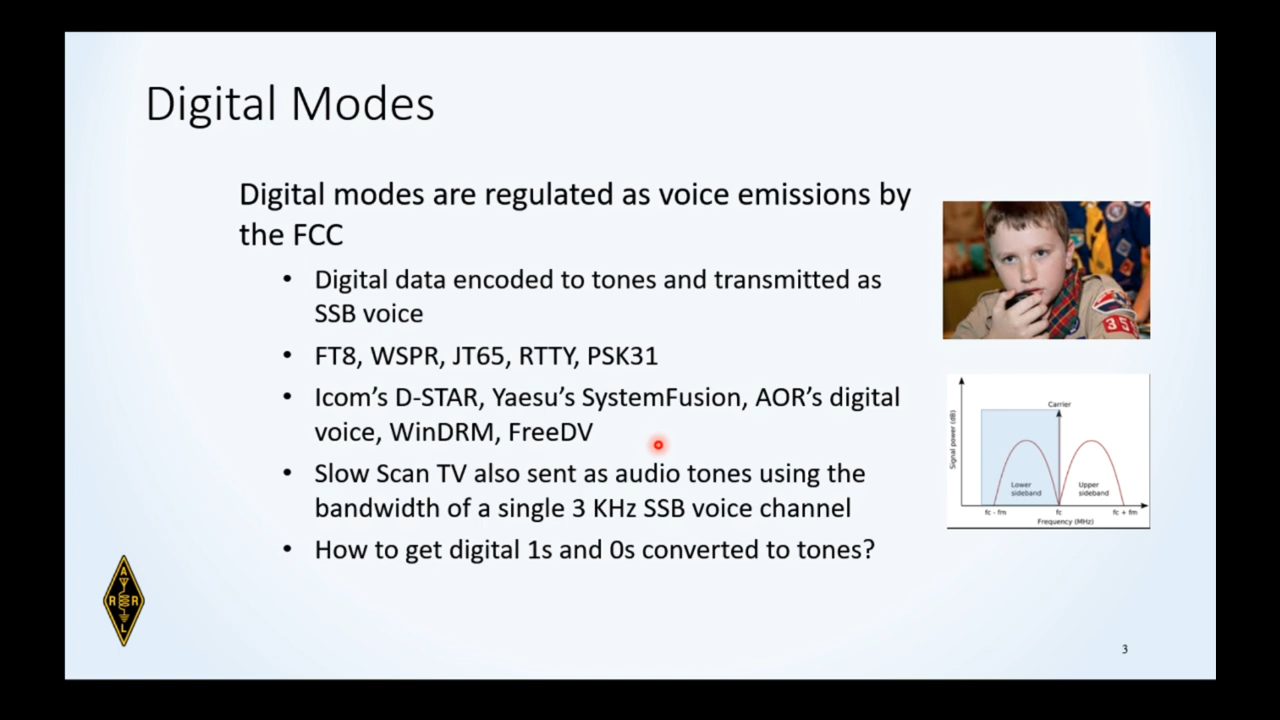 Digital Modes
Digital modes are regulated as voice emissions by
the FCC
• Digital data encoded to tones and transmitted as
SSB voice
• FT8, WSPR, JT65, RTTY, PSK31
• Icom's D-STAR, Yaesu's SystemFusion, AOR's digital
voice, WinDRM, FreeDV
• Slow Scan TV also sent as audio tones using the
bandwidth of a single 3 KHz SSB voice channel
• How to get digital 1s and 0s converted to tones?
35
Signal power (dB)
Carrier
Lower
sideband
Upper
sideband
fc - fm
fc
fc + fm
Frequency (MHz)
A
R R
L
3